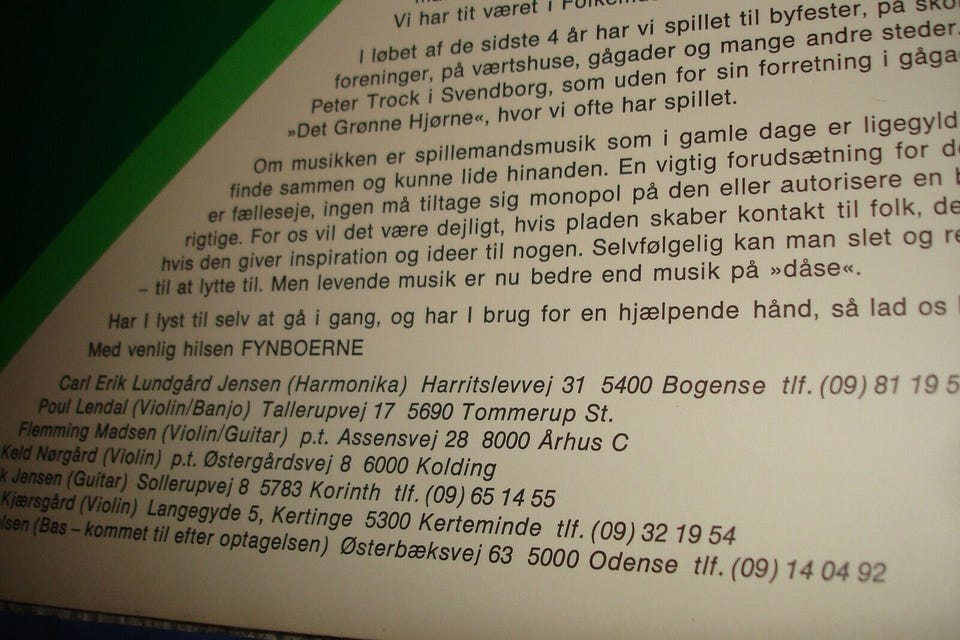 Vi har tit været i
I løbet af de sidste 4 år har vi spillet til byfester, på
foreninger, på værtshuse, gågader og mange andre steder.
Peter Trock i Svendborg, som uden for sin forretning i gåga
»Det Grønne Hjørne«, hvor vi ofte har spillet.
Om musikken er spillemandsmusik som i gamle dage er ligegyld
finde sammen og kunne lide hinanden. En vigtig forudsætning for
er fælleseje, ingen må tiltage sig monopol på den eller autorisere en
rigtige. For os vil det være dejligt, hvis pladen skaber kontakt til folk, de
hvis den giver inspiration og ideer til nogen. Selvfølgelig kan man slet og
– til at lytte til. Men levende musik er nu bedre end musik på »dåse«.
Har I lyst til selv at gå i gang, og har I brug for en hjælpende hånd, så lad os
Med venlig hilsen FYNBOERNE
Carl Erik Lundgård Jensen (Harmonika) Harritslevvej 31 5400 Bogense tlf. (09) 81 19 5
Poul Lendal (Violin/Banjo) Tallerupvej 17 5690 Tommerup St.
Flemming Madsen (Violin/Guitar) p.t. Assensvej 28 8000 Århus C
Keld Nørgård (Violin) p.t. Østergårdsvej 8 6000 Kolding
k Jensen (Guitar) Sollerupvej 8 5783 Korinth tlf. (09) 65 14 55
Kjærsgård (Violin) Langegyde 5, Kertinge 5300 Kerteminde tlf. (09) 32 19 54
lsen (Bas – kommet til efter optagelsen) Østerbæksvej 63 5000 Odense tlf. (09) 14 04 92